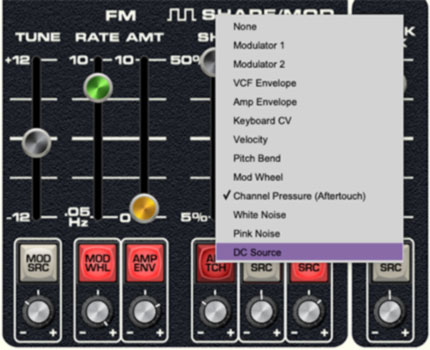 FM SHAPE/MOD
TUNE RATE AMT
+12 10 10 50%
-12 .05 Hz 0 5%
None
Modulator 1
Modulator 2
VCF Envelope
Amp Envelope
Keyboard CV
Velocity
Pitch Bend
Mod Wheel
✓ Channel Pressure (Aftertouch)
White Noise
Pink Noise
DC Source
MOD SRC
MOD WHL
AMP ENV
SRC
SRC
SRC
- + - + - + - + - + - + - +